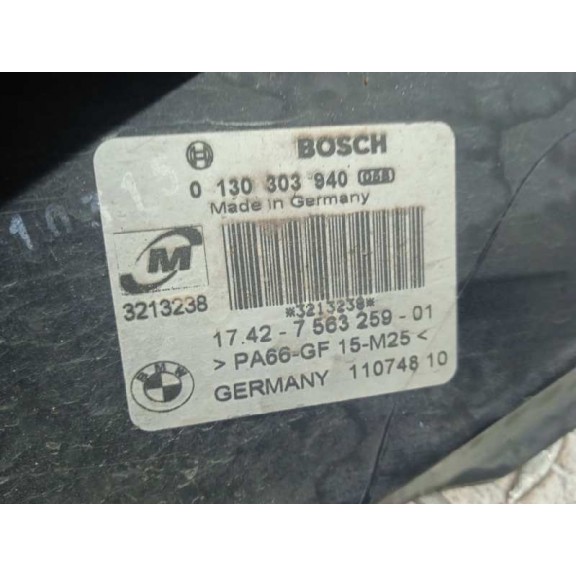 BOSCH
0 130 303 940
Made in Germany
M
3213238
*3213238*
17.42-7 563 259-01
>PA66-GF 15-M25<
BMW
GERMANY 110748 10